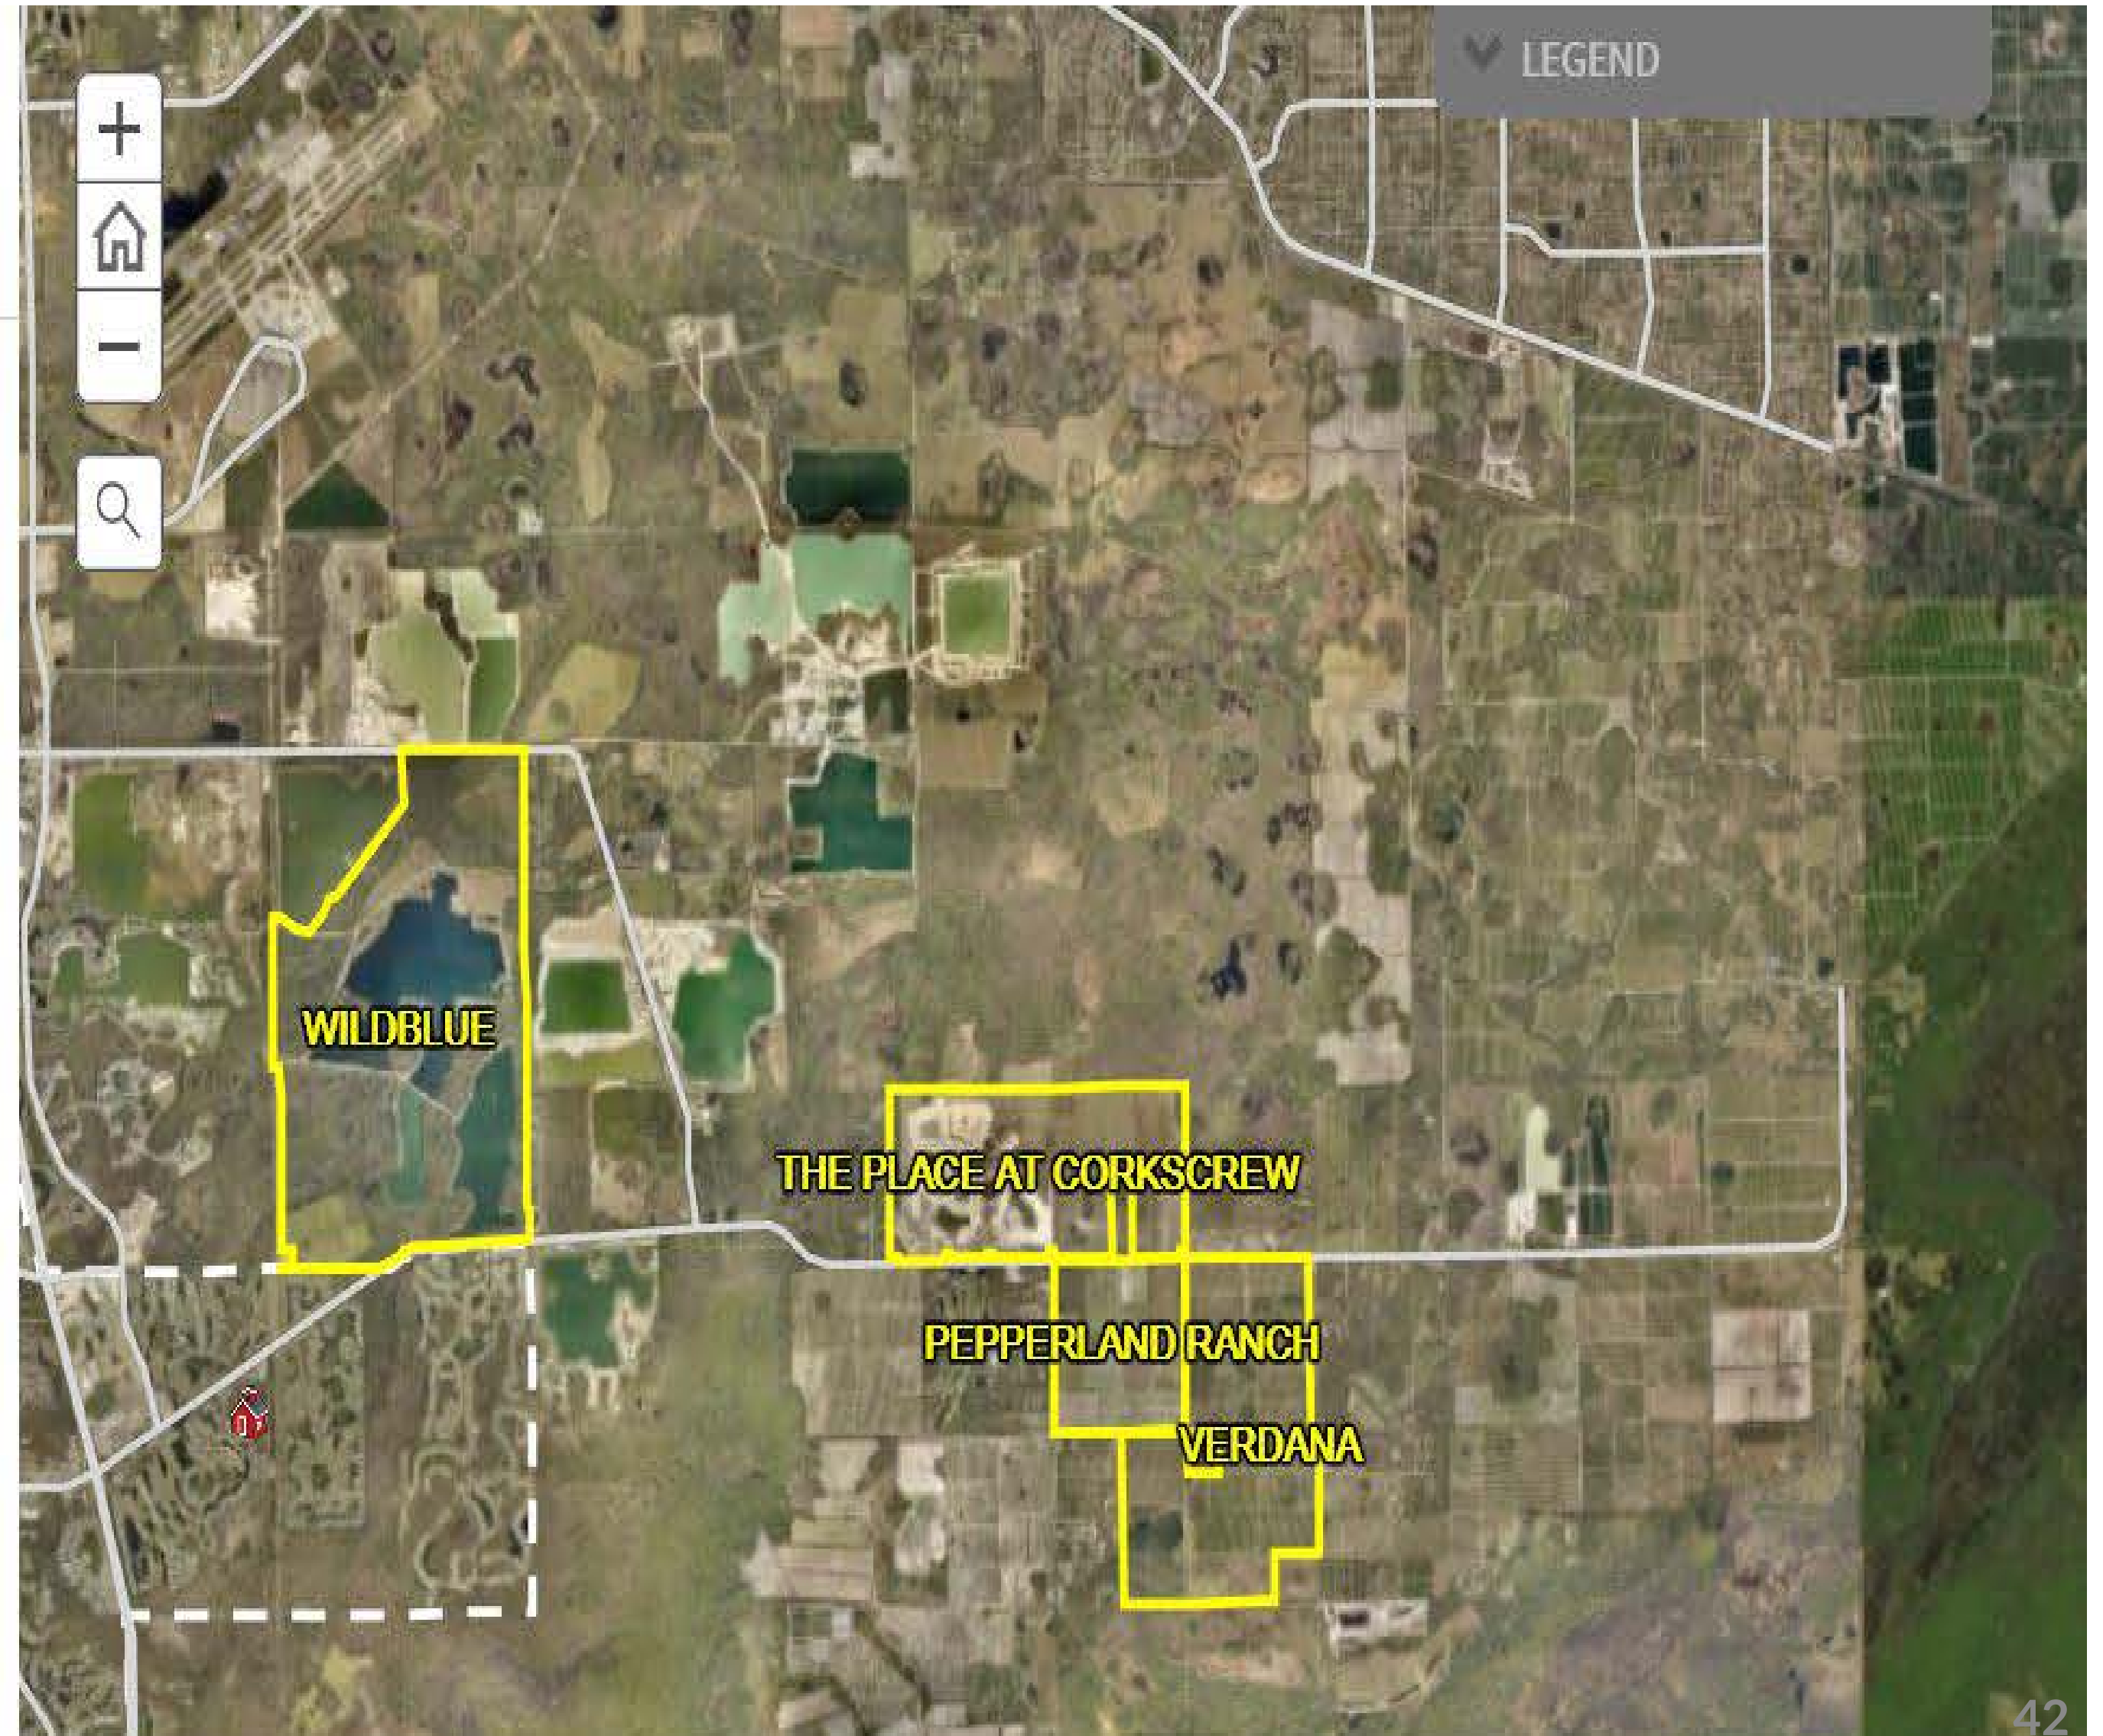 LEGEND
WILDBLUE
THE PLACE AT CORKSCREW
PEPPERLAND RANCH
VERDANA
42